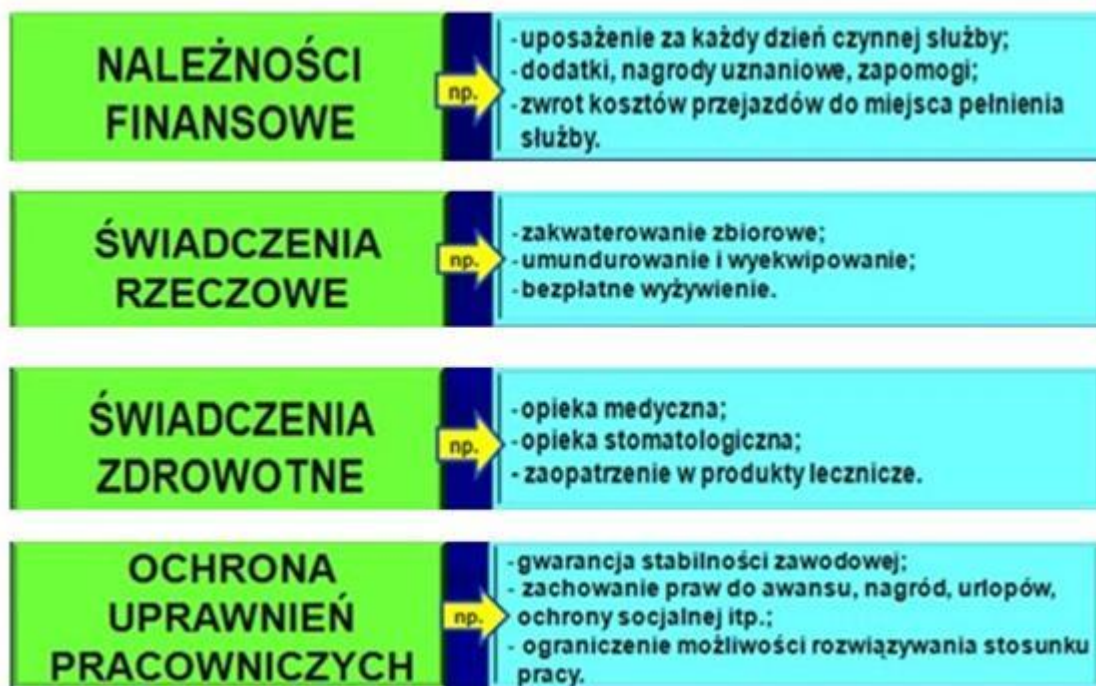 NALEŻNOŚCI
FINANSOWE
np.
- uposażenie za każdy dzień czynnej służby;
- dodatki, nagrody uznaniowe, zapomogi;
- zwrot kosztów przejazdów do miejsca pełnienia
służby.
ŚWIADCZENIA
RZECZOWE
np.
- zakwaterowanie zbiorowe;
- umundurowanie i wyekwipowanie;
- bezpłatne wyżywienie.
ŚWIADCZENIA
ZDROWOTNE
np.
- opieka medyczna;
- opieka stomatologiczna;
- zaopatrzenie w produkty lecznicze.
OCHRONA
UPRAWNIEŃ
PRACOWNICZYCH
np.
- gwarancja stabilności zawodowej;
- zachowanie praw do awansu, nagród, urlopów,
ochrony socjalnej itp.;
- ograniczenie możliwości rozwiązywania stosunku
pracy.